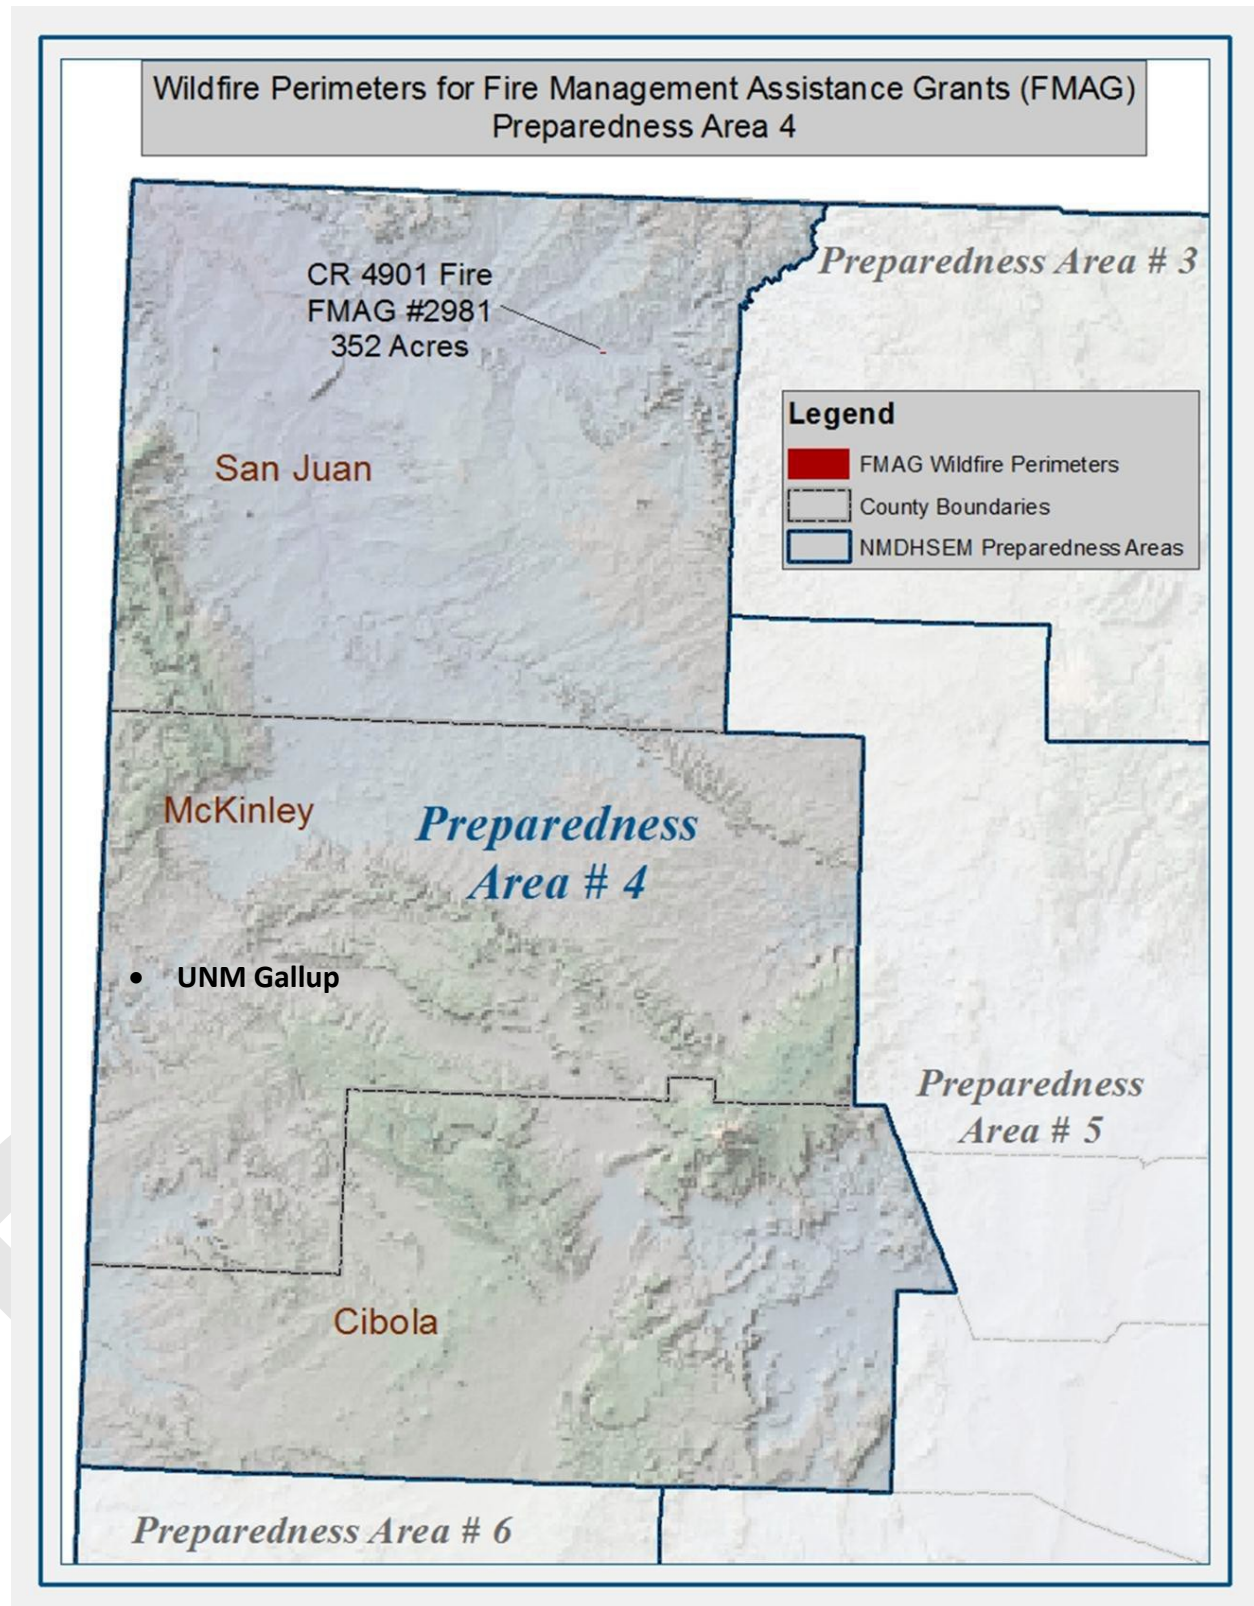 Wildfire Perimeters for Fire Management Assistance Grants (FMAG)
Preparedness Area 4
Preparedness Area # 3
CR 4901 Fire
FMAG #2981
352 Acres
Legend
FMAG Wildfire Perimeters
County Boundaries
NMDHSEM Preparedness Areas
San Juan
McKinley
Preparedness
Area # 4
• UNM Gallup
Preparedness
Area # 5
Cibola
Preparedness Area # 6